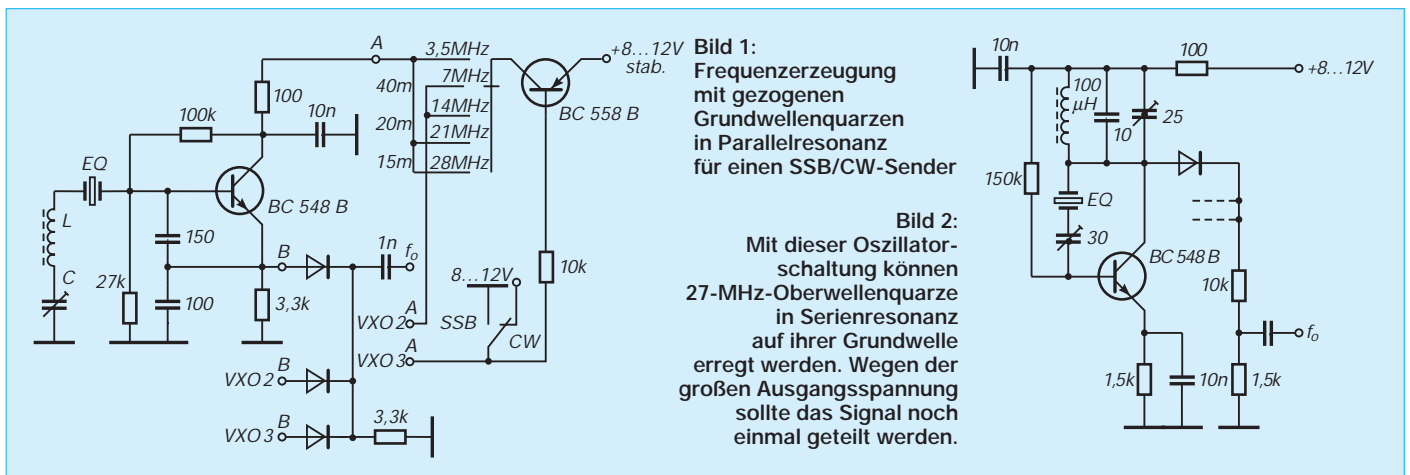 A
3,5MHz
+8...12V
stab.
7MHz
40m
100
14MHz
BC 558 B
100k
10n
20m
21MHz
EQ
15m
28MHz
BC 548 B
L
150
B
1n
fo
10k
C
27k
100
3,3k
8...12V
A
VXO 2
SSB
A
CW
VXO 3
B
VXO 2
B
3,3k
VXO 3
Bild 1:
Frequenzerzeugung
mit gezogenen
Grundwellenquarzen
in Parallelresonanz
für einen SSB/CW-Sender
Bild 2:
Mit dieser Oszillator-
schaltung können
27-MHz-Oberwellenquarze
in Serienresonanz
auf ihrer Grundwelle
erregt werden. Wegen der
großen Ausgangsspannung
sollte das Signal noch
einmal geteilt werden.
10n
100
+8...12V
100
µH
10
25
150k
EQ
30
BC 548 B
10k
fo
1,5k
10n
1,5k